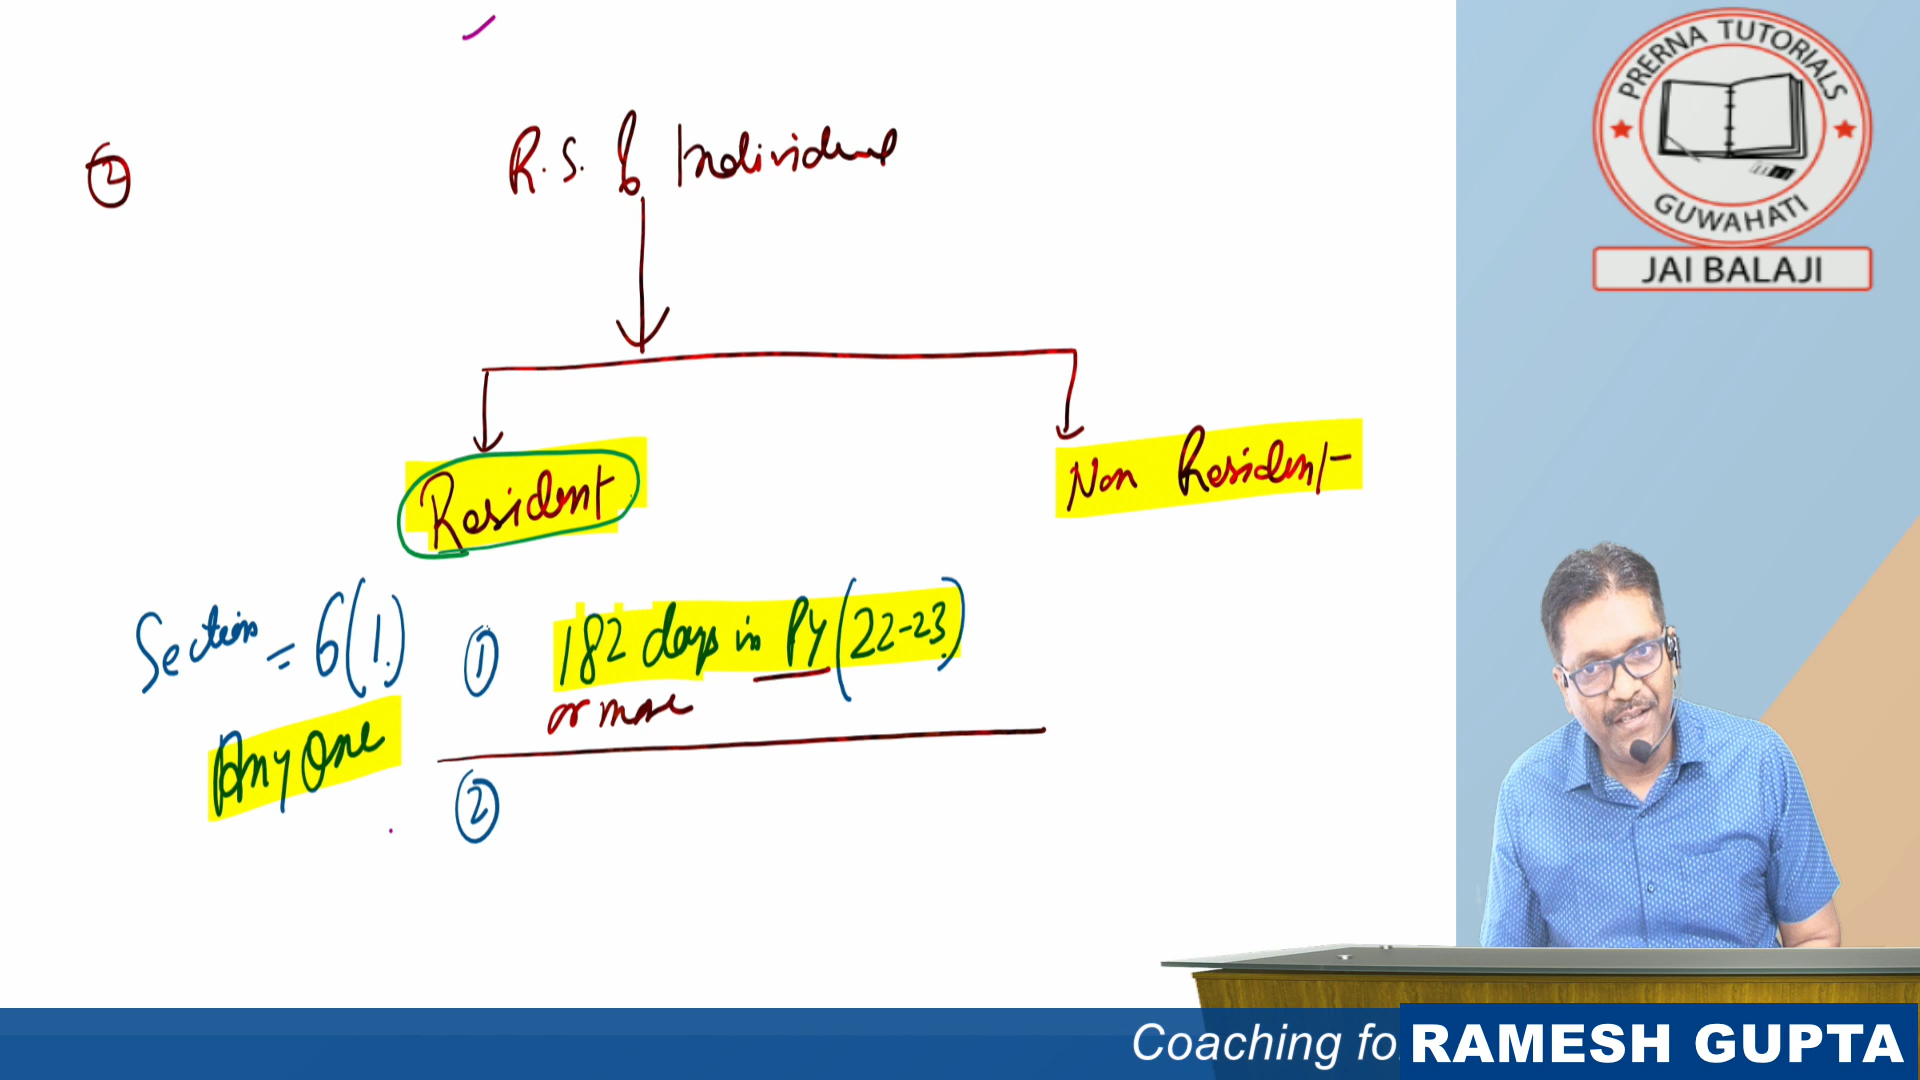 PRERNA TUTORIALS
GUWAHATI
JAI BALAJI
②
R.S. of Individual
Resident
Non Resident
Section = 6(1)
① 182 days in PY (22-23)
or more
Any One
②
Coaching fo
RAMESH GUPTA